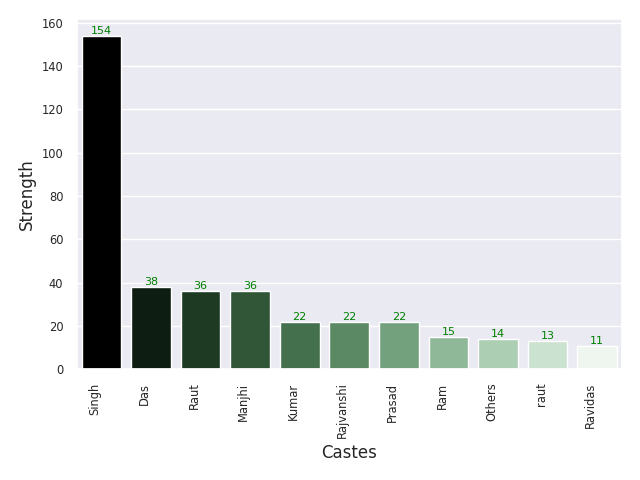 160
140
120
100
80
60
40
20
0
Strength
154
38
36
36
22
22
22
15
14
13
11
Singh
Das
Raut
Manjhi
Kumar
Rajvanshi
Prasad
Ram
Others
raut
Ravidas
Castes